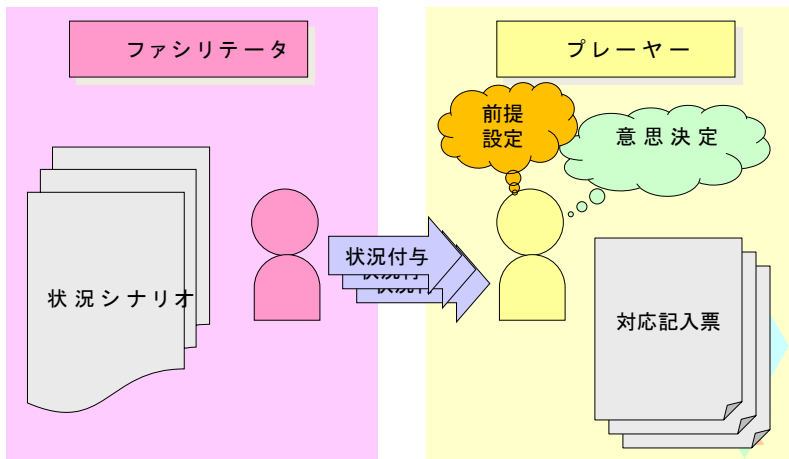 ファシリテータ
プレーヤー
前提
設定
意思決定
状況付与
状況シナリオ
対応記入票